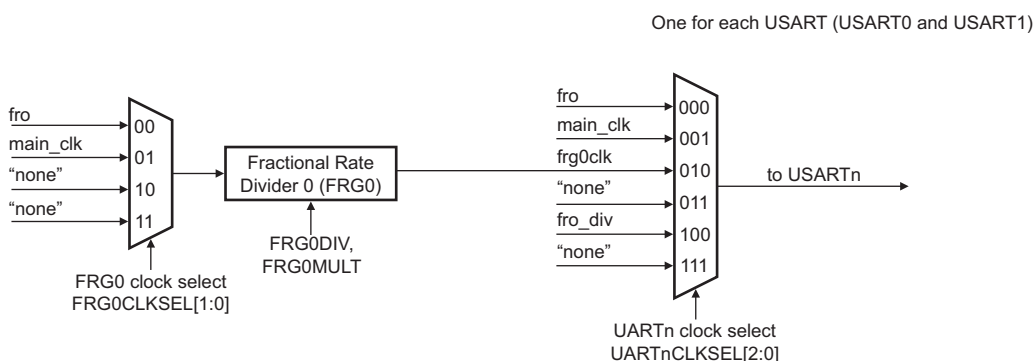 One for each USART (USART0 and USART1)
fro
00
main_clk
01
“none”
10
“none”
11
FRG0 clock select
FRG0CLKSEL[1:0]
Fractional Rate
Divider 0 (FRG0)
FRG0DIV,
FRG0MULT
fro
000
main_clk
001
frg0clk
010
“none”
011
fro_div
100
“none”
111
UARTn clock select
UARTnCLKSEL[2:0]
to USARTn